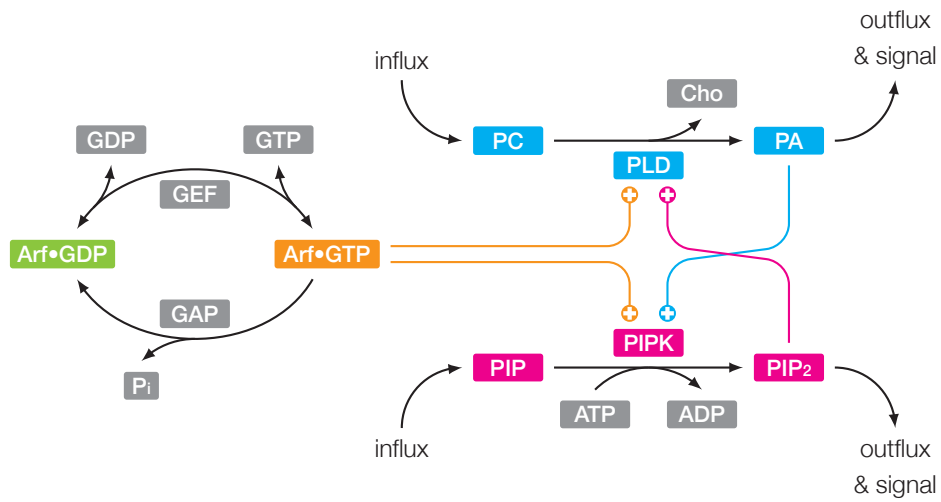 outflux
& signal
influx
Cho
GDP
GTP
PC
PA
PLD
GEF
Arf•GDP
Arf•GTP
GAP
PIPK
PIP
PIP₂
Pi
ATP
ADP
influx
outflux
& signal